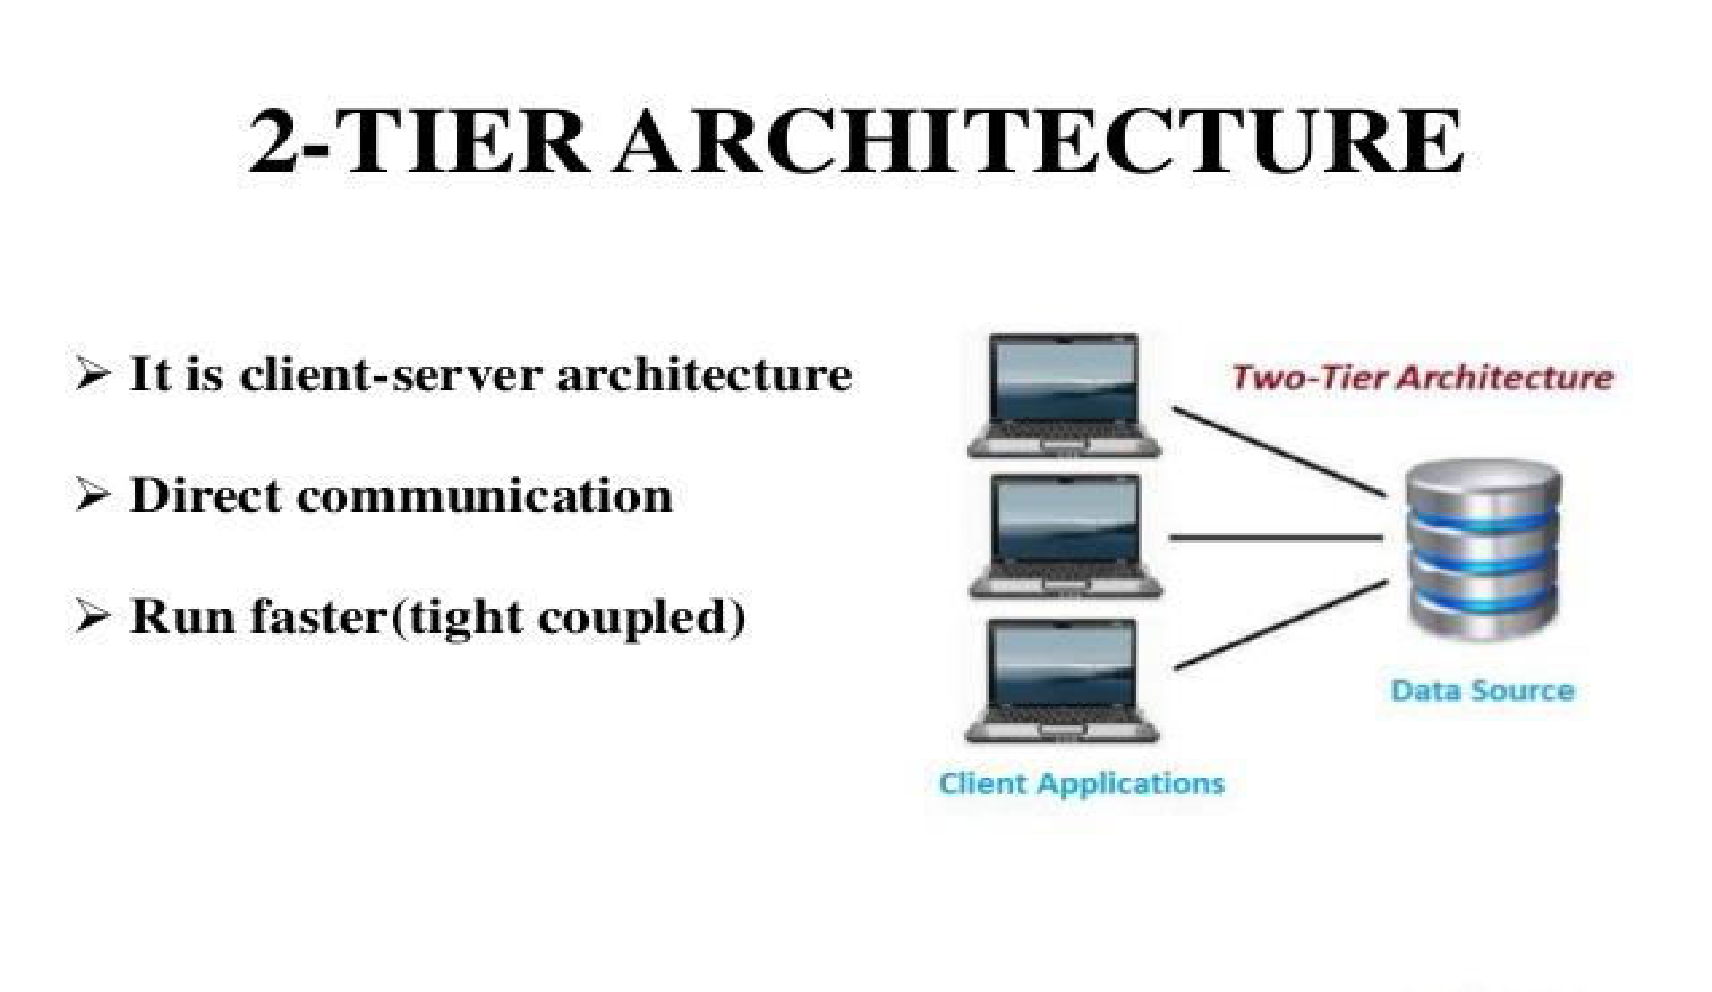 2-TIER ARCHITECTURE
➢ It is client-server architecture
➢ Direct communication
➢ Run faster(tight coupled)
Two-Tier Architecture
Data Source
Client Applications